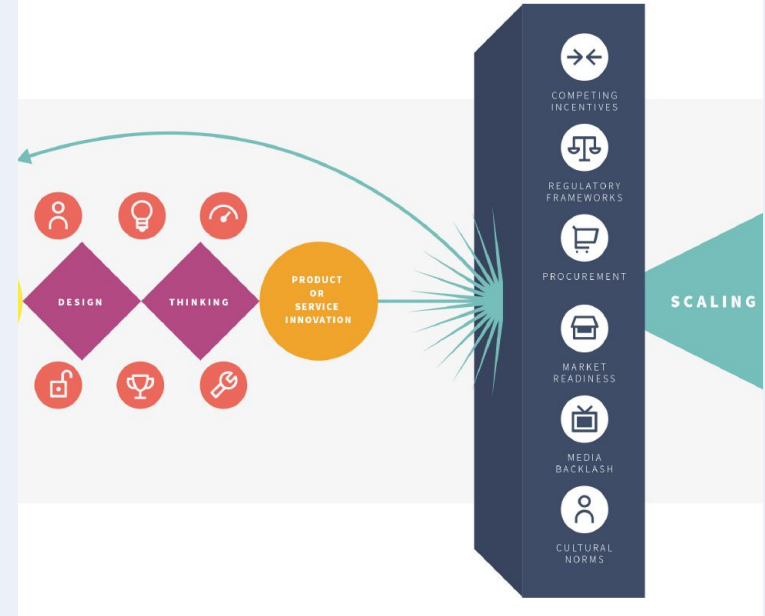 DESIGN
THINKING
PRODUCT
OR
SERVICE
INNOVATION
COMPETING
INCENTIVES
REGULATORY
FRAMEWORKS
PROCUREMENT
MARKET
READINESS
MEDIA
BACKLASH
CULTURAL
NORMS
SCALING